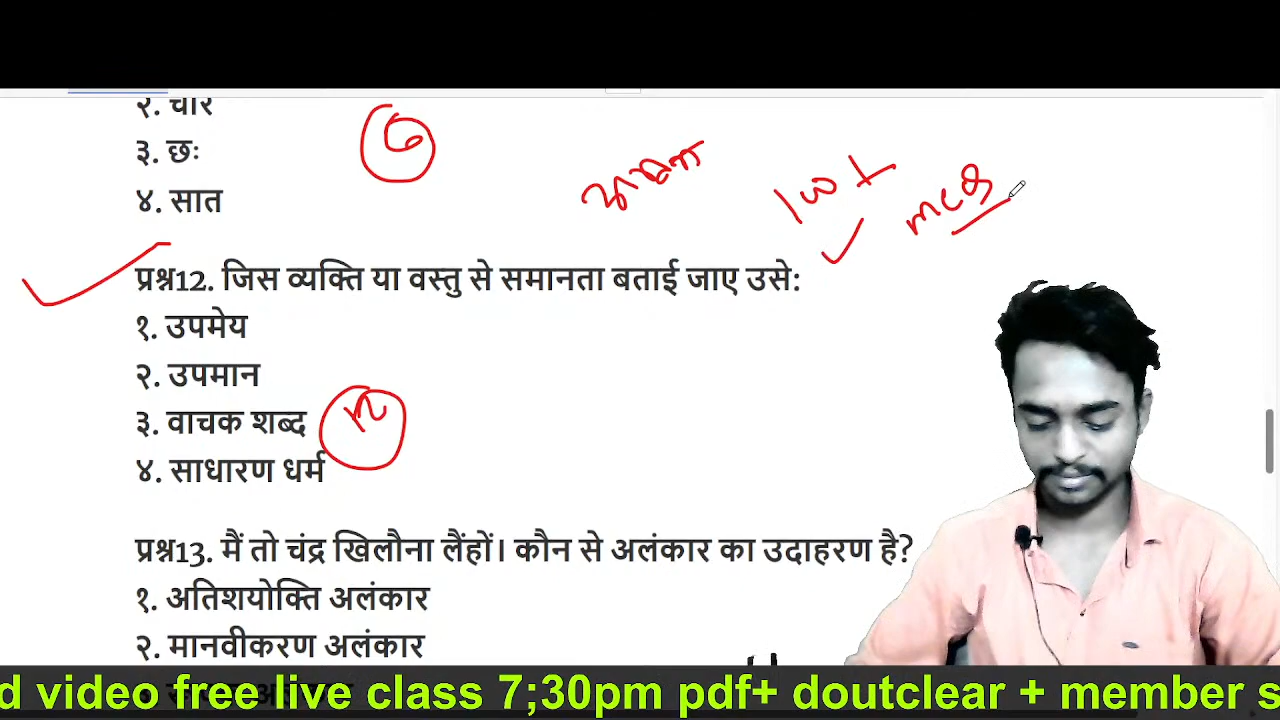 २. चार
३. छः
४. सात
प्रश्न12. जिस व्यक्ति या वस्तु से समानता बताई जाए उसे:
१. उपमेय
२. उपमान
३. वाचक शब्द
४. साधारण धर्म
प्रश्न13. मैं तो चंद्र खिलौना लैंहों। कौन से अलंकार का उदाहरण है?
१. अतिशयोक्ति अलंकार
२. मानवीकरण अलंकार
100 +
mcq
d video free live class 7;30pm pdf+ doutclear + member s